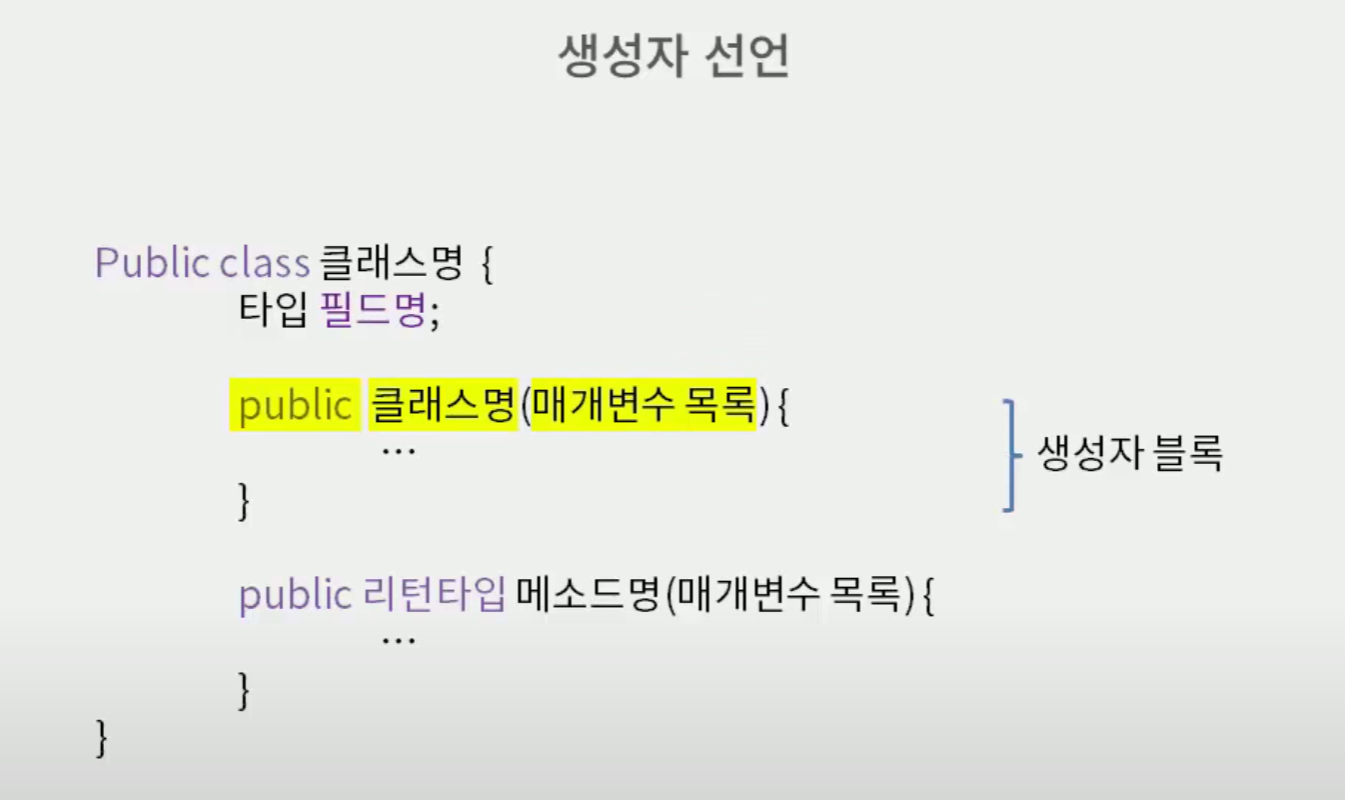 생성자 선언
Public class 클래스명 {
타입 필드명;
public 클래스명(매개변수 목록){
...
}
생성자 블록
public 리턴타입 메소드명(매개변수 목록){
...
}
}